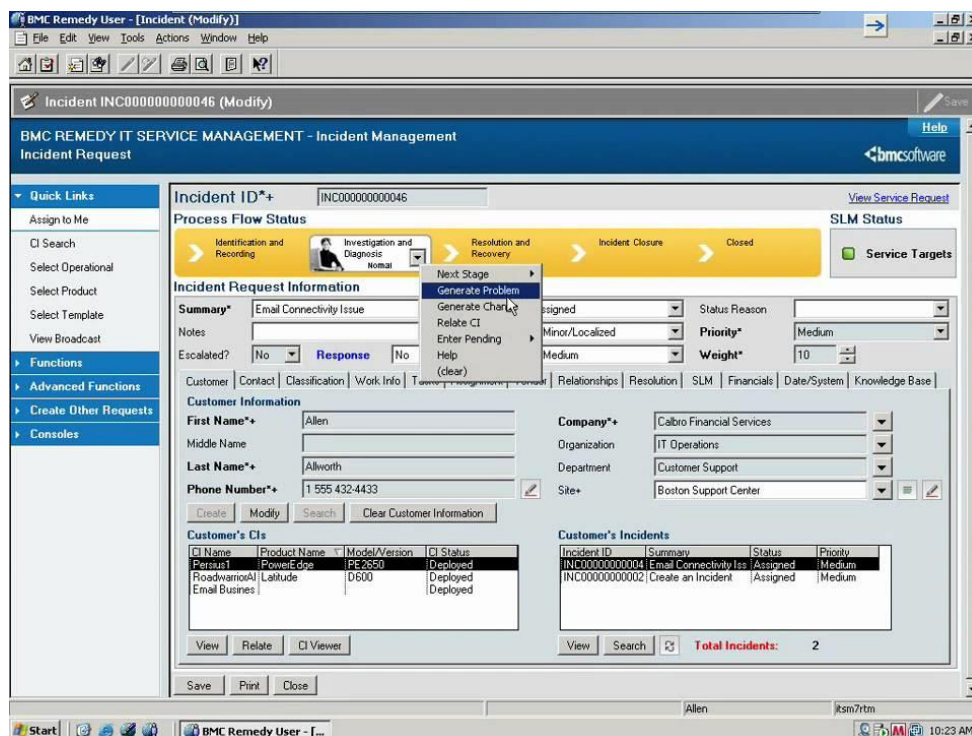 BMC Remedy User - [Incident (Modify)]
File Edit View Tools Actions Window Help
Incident INC000000000046 (Modify)
Save
BMC REMEDY IT SERVICE MANAGEMENT - Incident Management
Help
Incident Request
bmcsoftware
Quick Links
Assign to Me
CI Search
Select Operational
Select Product
Select Template
View Broadcast
Functions
Advanced Functions
Create Other Requests
Consoles
Incident ID*+ INC000000000046 View Service Request
Process Flow Status SLM Status
Identification and Recording
Investigation and Diagnosis
Normal
Resolution and Recovery
Incident Closure
Closed
Service Targets
Next Stage
Generate Problem
Generate Change
Relate CI
Enter Pending
Help
(clear)
Incident Request Information
Summary* Email Connectivity Issue Status Reason
Notes Minor/Localized Priority* Medium
Escalated? No Response No Medium Weight* 10
Customer Contact Classification Work Info Relationships Resolution SLM Financials Date/System Knowledge Base
Customer Information
First Name*+ Allen Company*+ Calbro Financial Services
Middle Name Organization IT Operations
Last Name*+ Allworth Department Customer Support
Phone Number*+ 1 555 432-4433 Site+ Boston Support Center
Create Modify Search Clear Customer Information
Customer's CIs
CI Name Product Name Model/Version CI Status
Persius1 PowerEdge PE2650 Deployed
RoadwarriorAl Latitude D600 Deployed
Email Busines Deployed
View Relate CI Viewer
Customer's Incidents
Incident ID Summary Status Priority
INC00000000004 Email Connectivity Iss Assigned Medium
INC00000000002 Create an Incident Assigned Medium
View Search Total Incidents: 2
Save Print Close
Allen itsm7rtm
Start BMC Remedy User - [... 10:23 AM